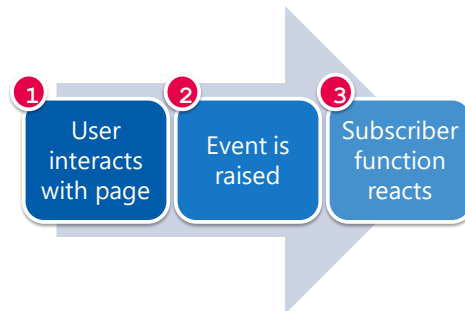 1
User
interacts
with page
2
Event is
raised
3
Subscriber
function
reacts